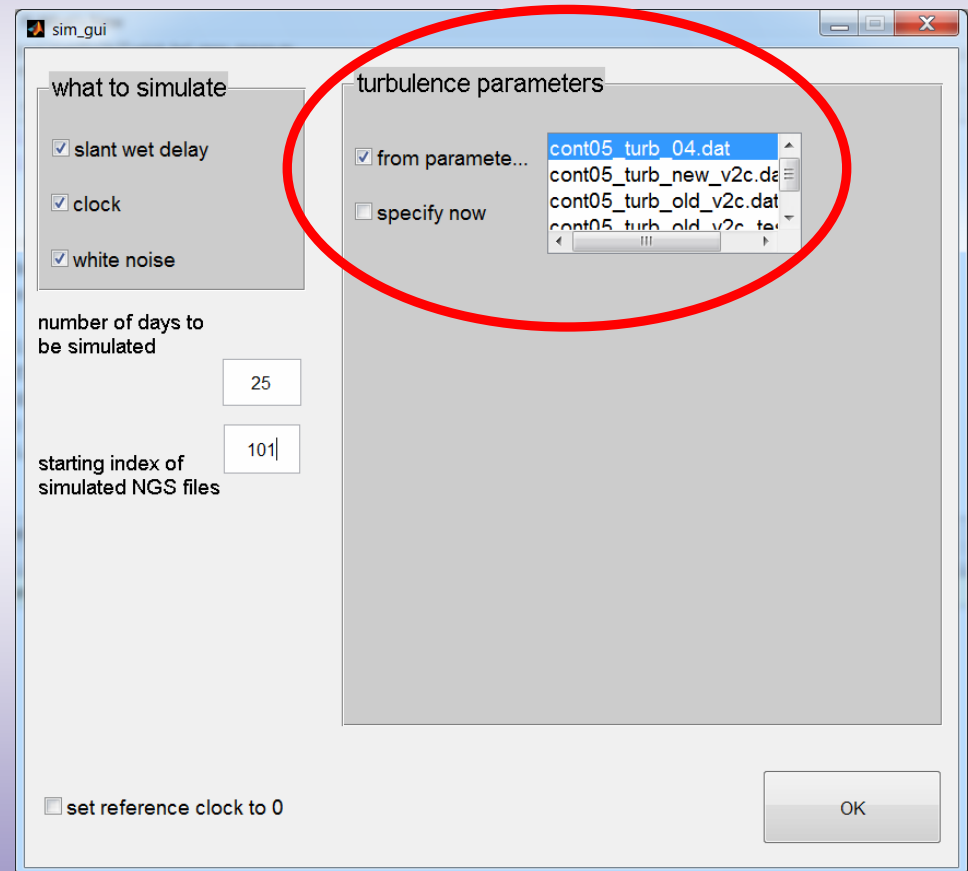 sim_gui
what to simulate
slant wet delay
clock
white noise
number of days to
be simulated
25
starting index of
simulated NGS files
101
turbulence parameters
from paramete...
specify now
cont05_turb_04.dat
cont05_turb_new_v2c.da
cont05_turb_old_v2c.dat
cont05_turb_old_v2c_tes
set reference clock to 0
OK